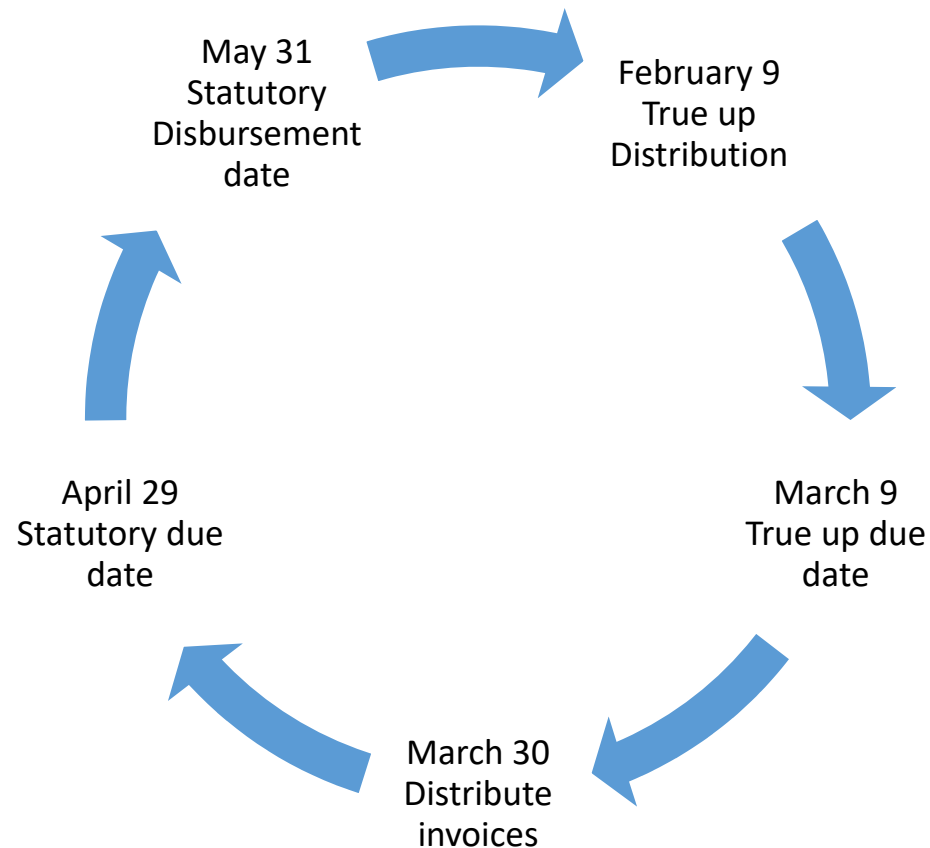 May 31
Statutory
Disbursement
date
February 9
True up
Distribution
March 9
True up due
date
March 30
Distribute
invoices
April 29
Statutory due
date